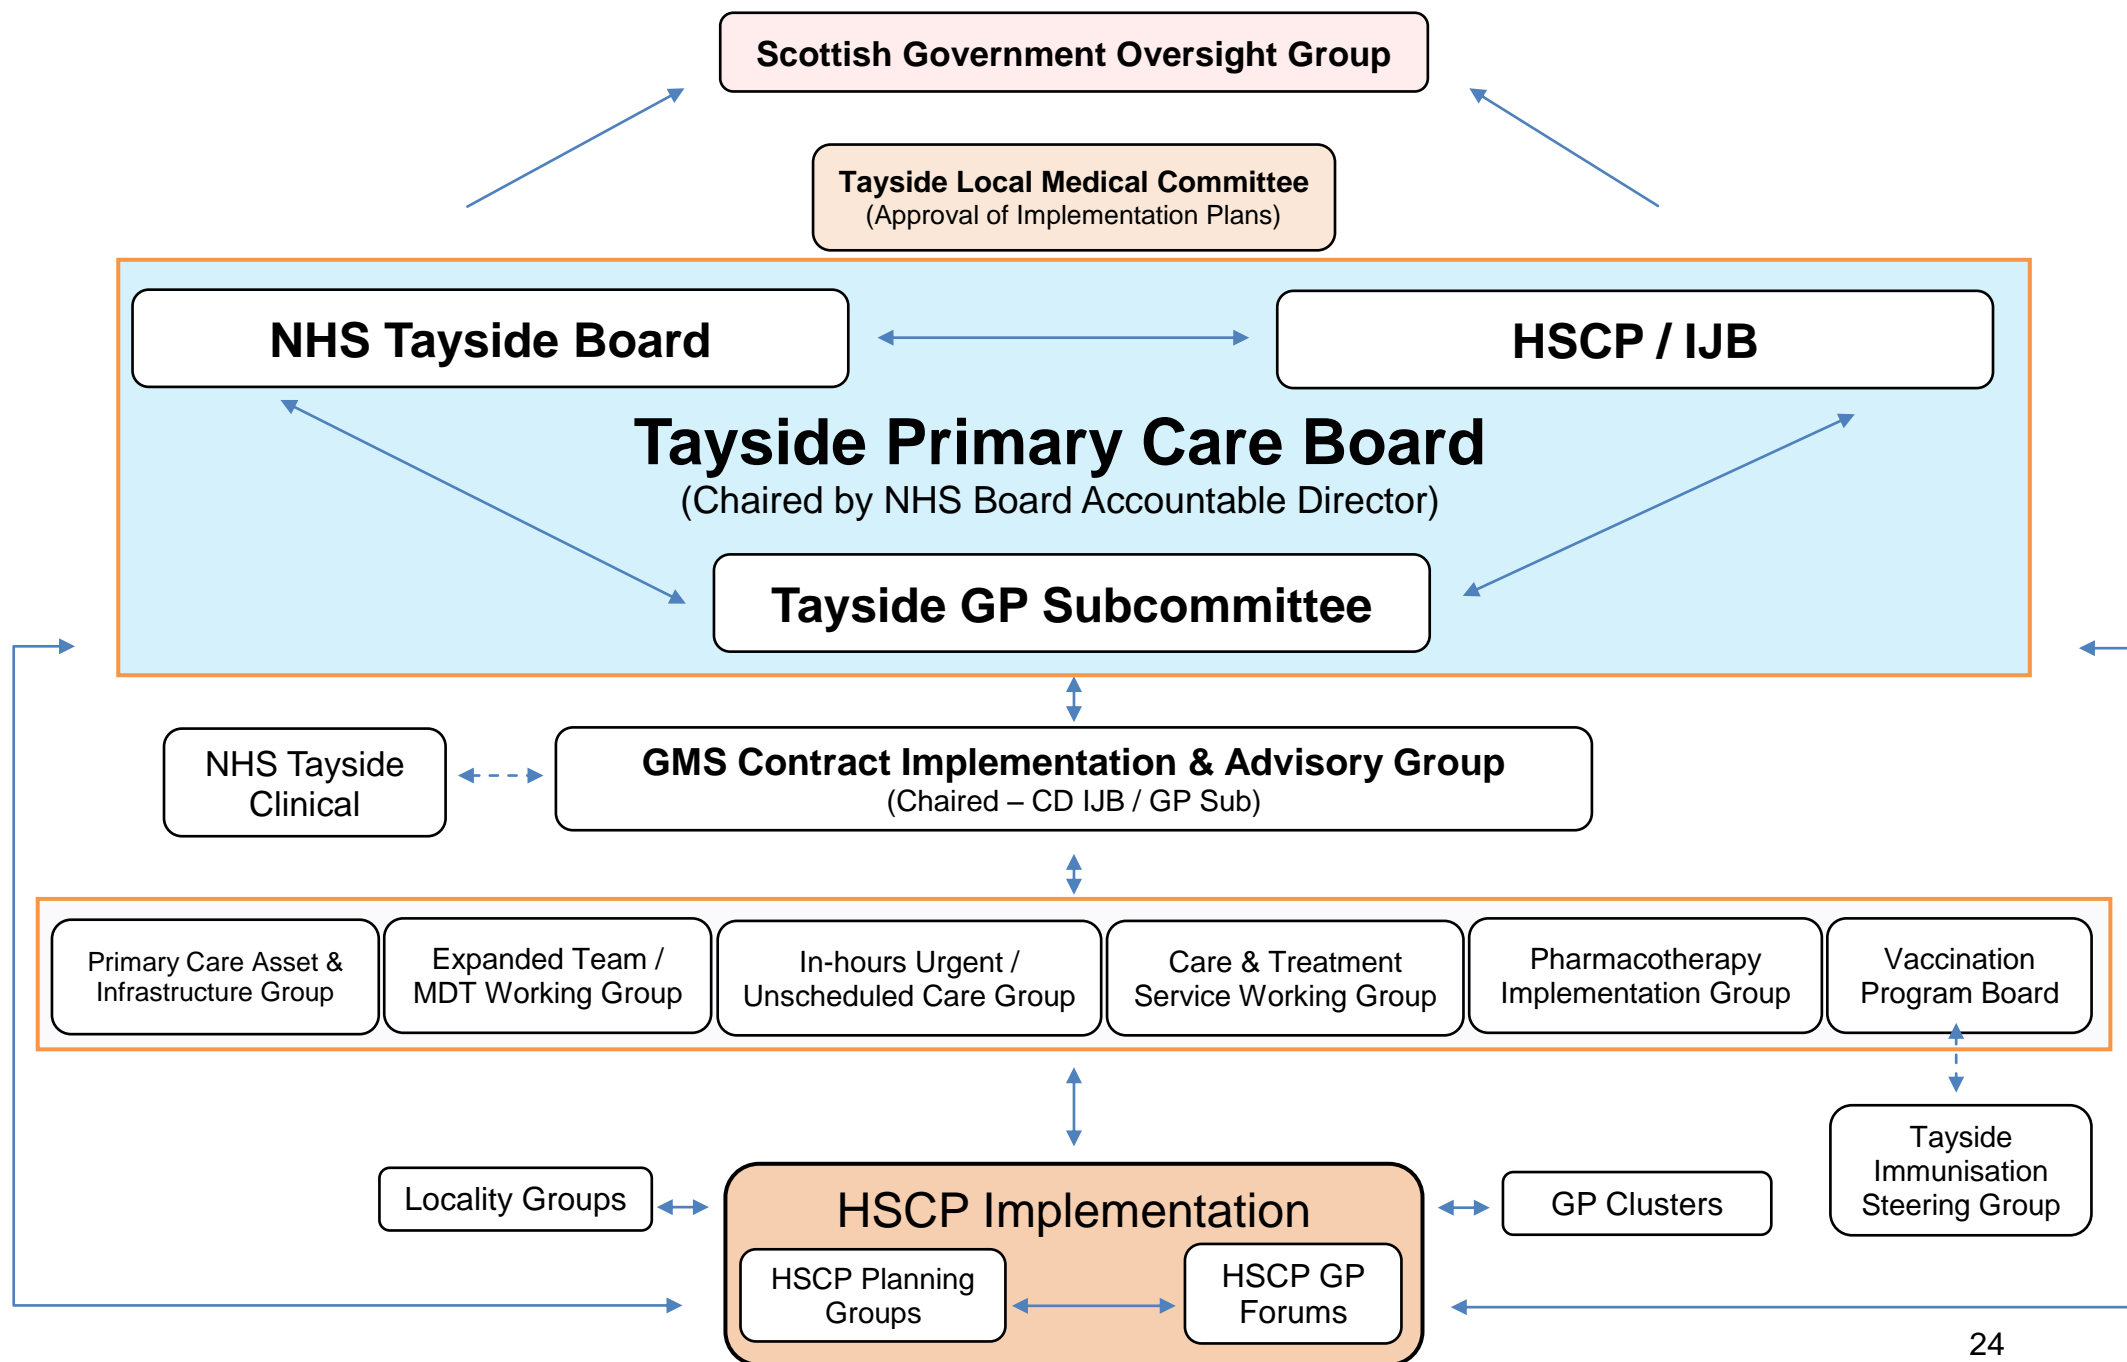 Scottish Government Oversight Group
Tayside Local Medical Committee
(Approval of Implementation Plans)
NHS Tayside Board
HSCP / IJB
Tayside Primary Care Board
(Chaired by NHS Board Accountable Director)
Tayside GP Subcommittee
NHS Tayside
Clinical
GMS Contract Implementation & Advisory Group
(Chaired – CD IJB / GP Sub)
Primary Care Asset &
Infrastructure Group
Expanded Team /
MDT Working Group
In-hours Urgent /
Unscheduled Care Group
Care & Treatment
Service Working Group
Pharmacotherapy
Implementation Group
Vaccination
Program Board
Tayside
Immunisation
Steering Group
Locality Groups
HSCP Implementation
GP Clusters
HSCP Planning
Groups
HSCP GP
Forums
24